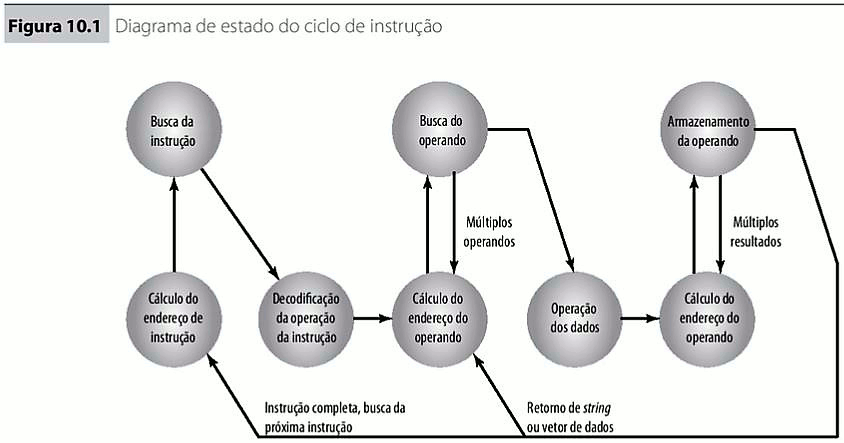 Figura 10.1 Diagrama de estado do ciclo de instrução
Busca da
instrução
Busca do
operando
Armazenamento
da operando
Múltiplos
operandos
Múltiplos
resultados
Cálculo do
endereço de
instrução
Decodificação
da operação
da instrução
Cálculo do
endereço do
operando
Operação
dos dados
Cálculo do
endereço do
operando
Instrução completa, busca da
próxima instrução
Retorno de string
ou vetor de dados